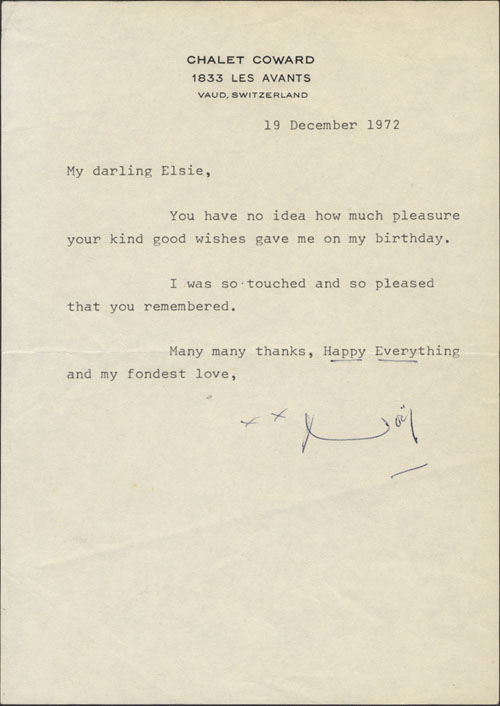 CHALET COWARD
1833 LES AVANTS
VAUD, SWITZERLAND
19 December 1972
My darling Elsie,
You have no idea how much pleasure
your kind good wishes gave me on my birthday.
I was so touched and so pleased
that you remembered.
Many many thanks, Happy Everything
and my fondest love,
x x Noël